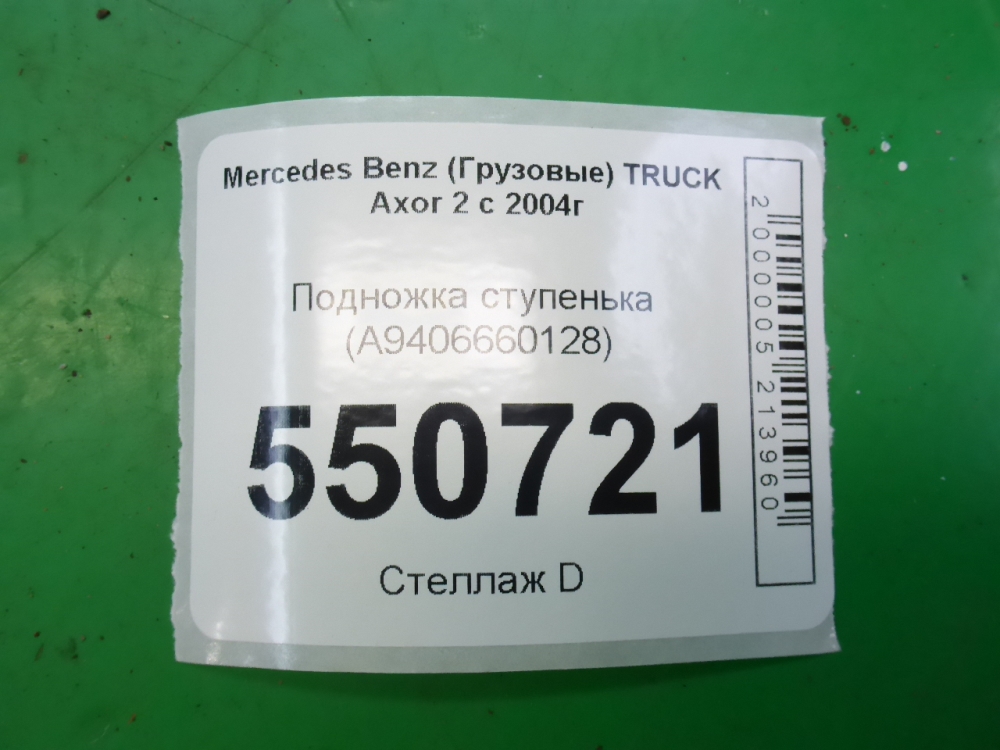 Mercedes Benz (Грузовые) TRUCK
Axor 2 с 2004г
Подножка ступенька
(A9406660128)
550721
Стеллаж D
2000005213960